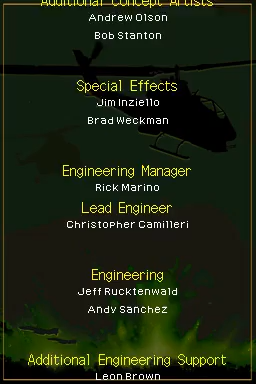 Additional Concept Artists
Andrew Olson
Bob Stanton
Special Effects
Jim Inziello
Brad Weckman
Engineering Manager
Rick Marino
Lead Engineer
Christopher Camilleri
Engineering
Jeff Rucktenwald
Andy Sanchez
Additional Engineering Support
Leon Brown